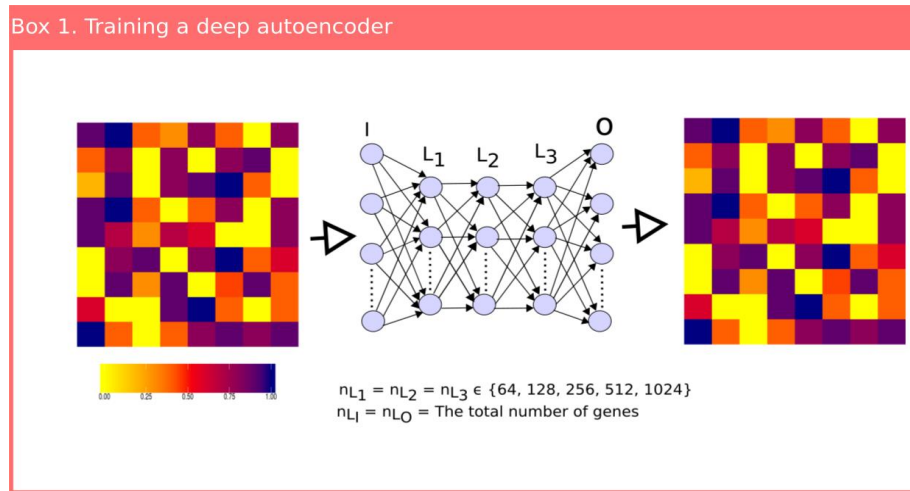 Box 1. Training a deep autoencoder
I
O
L1
L2
L3
0.00 0.25 0.50 0.75 1.00
nL1 = nL2 = nL3 ϵ {64, 128, 256, 512, 1024}
nLI = nLO = The total number of genes